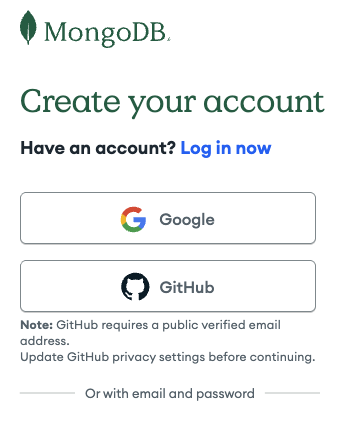 MongoDB.
Create your account
Have an account? Log in now
Google
GitHub
Note: GitHub requires a public verified email
address.
Update GitHub privacy settings before continuing.
Or with email and password